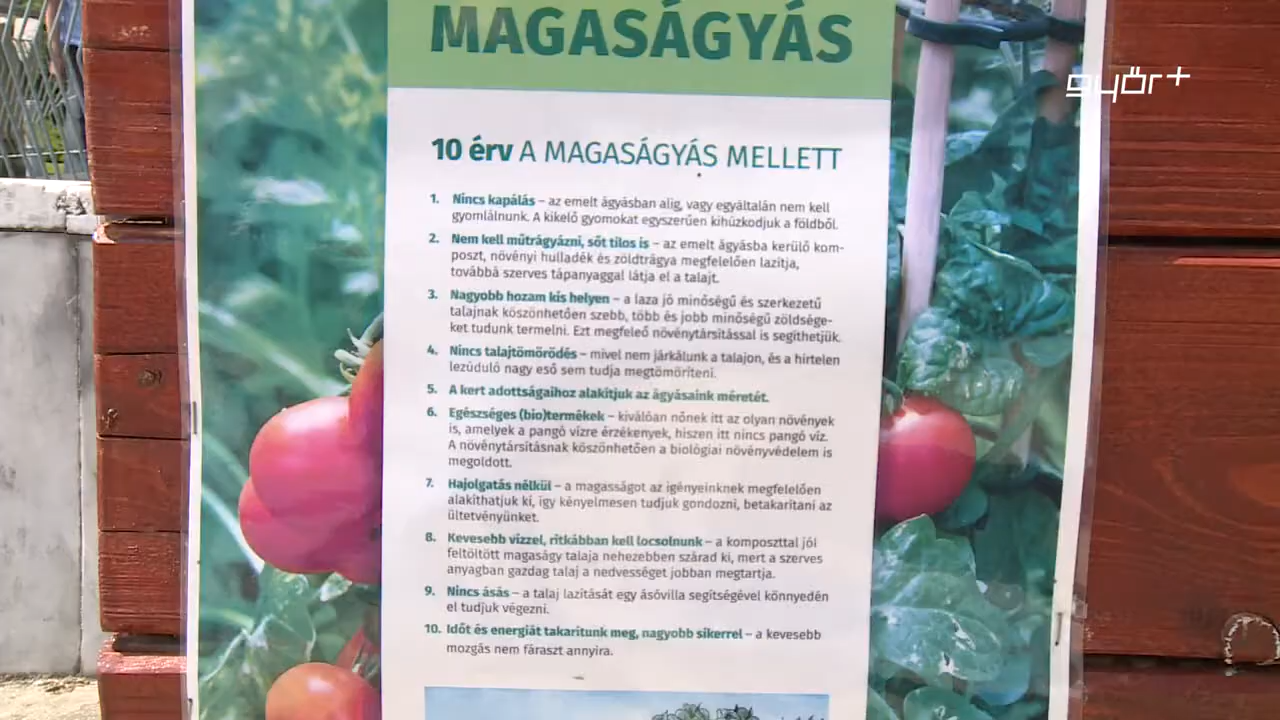 MAGASÁGYÁS
győr+
10 érv A MAGASÁGYÁS MELLETT
1. Nincs kapálás – az emelt ágyásban alig, vagy egyáltalán nem kell
gyomlálnunk. A kikelő gyomokat egyszerűen kihúzkodjuk a földből.
2. Nem kell műtrágyázni, sőt tilos is – az emelt ágyásba kerülő kom-
poszt, növényi hulladék és zöldtrágya megfelelően lazítja,
továbbá szerves tápanyaggal látja el a talajt.
3. Nagyobb hozam kis helyen – a laza jó minőségű és szerkezetű
talajnak köszönhetően szebb, több és jobb minőségű zöldsége-
ket tudunk termelni. Ezt megfeleő növénytársítással is segíthetjük.
4. Nincs talajtömörödés – mivel nem járkálunk a talajon, és a hirtelen
lezúduló nagy eső sem tudja megtömöríteni.
5. A kert adottságaihoz alakítjuk az ágyásaink méretét.
6. Egészséges (bio)termékek – kiválóan nőnek itt az olyan növények
is, amelyek a pangó vízre érzékenyek, hiszen itt nincs pangó víz.
A növénytársításnak köszönhetően a biológiai növényvédelem is
megoldott.
7. Hajolgatás nélkül – a magasságot az igényeinknek megfelelően
alakíthatjuk ki, így kényelmesen tudjuk gondozni, betakarítani az
ültetvényünket.
8. Kevesebb vízzel, ritkábban kell locsolnunk – a komposzttal jól
feltöltött magaságy talaja nehezebben szárad ki, mert a szerves
anyagban gazdag talaj a nedvességet jobban megtartja.
9. Nincs ásás – a talaj lazítását egy ásóvilla segítségével könnyedén
el tudjuk végezni.
10. Időt és energiát takarítunk meg, nagyobb sikerrel – a kevesebb
mozgás nem fáraszt annyira.